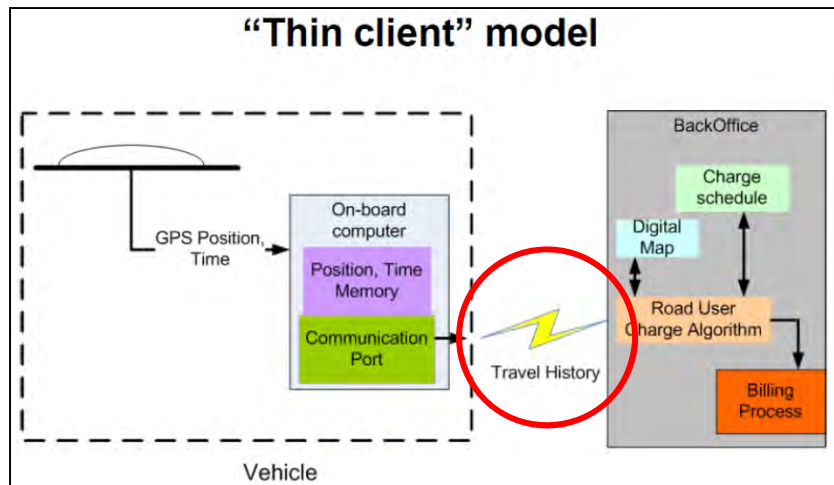 “Thin client” model
BackOffice
Charge
schedule
On-board
computer
Digital
Map
GPS Position,
Time
Position, Time
Memory
Road User
Charge Algorithm
Communication
Port
Travel History
Billing
Process
Vehicle